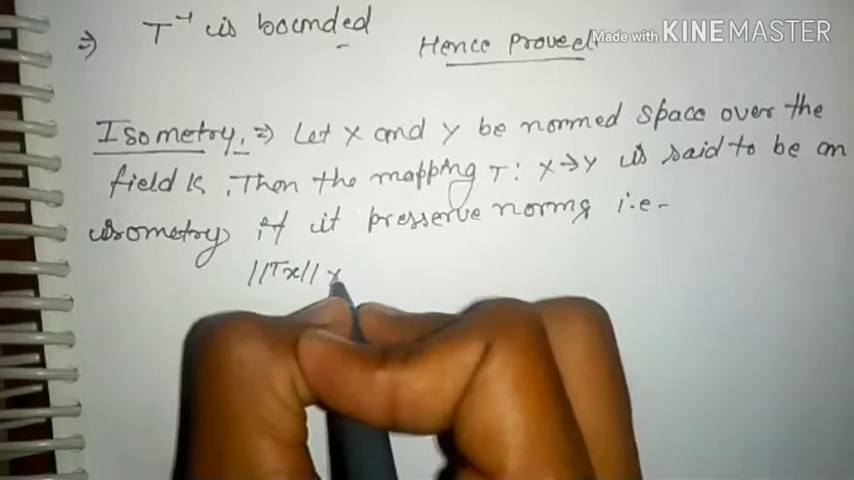 ⇒ T⁻¹ is bounded
Hence Proved
Made with KINEMASTER
Isometry, ⇒ Let X and Y be normed space over the
field K. Then the mapping T: X→Y is said to be an
isometry if it presserve norms i.e-
||Tx|| y